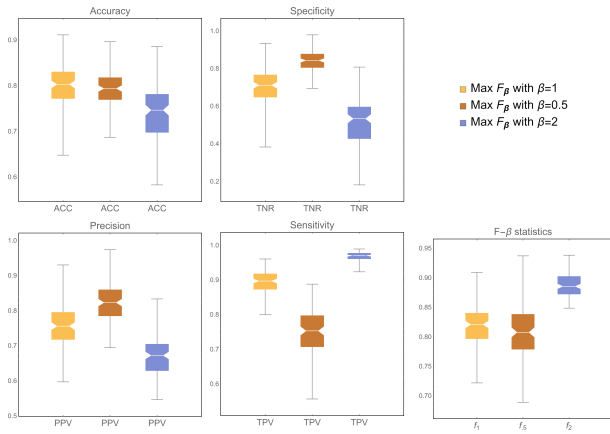 Accuracy
0.9
0.8
0.7
0.6
ACC ACC ACC
Specificity
1.0
0.8
0.6
0.4
0.2
TNR TNR TNR
Max Fβ with β=1
Max Fβ with β=0.5
Max Fβ with β=2
Precision
1.0
0.9
0.8
0.7
0.6
0.5
PPV PPV PPV
Sensitivity
1.0
0.9
0.8
0.7
0.6
TPV TPV TPV
F-β statistics
0.95
0.90
0.85
0.80
0.75
0.70
f1 f.5 f2